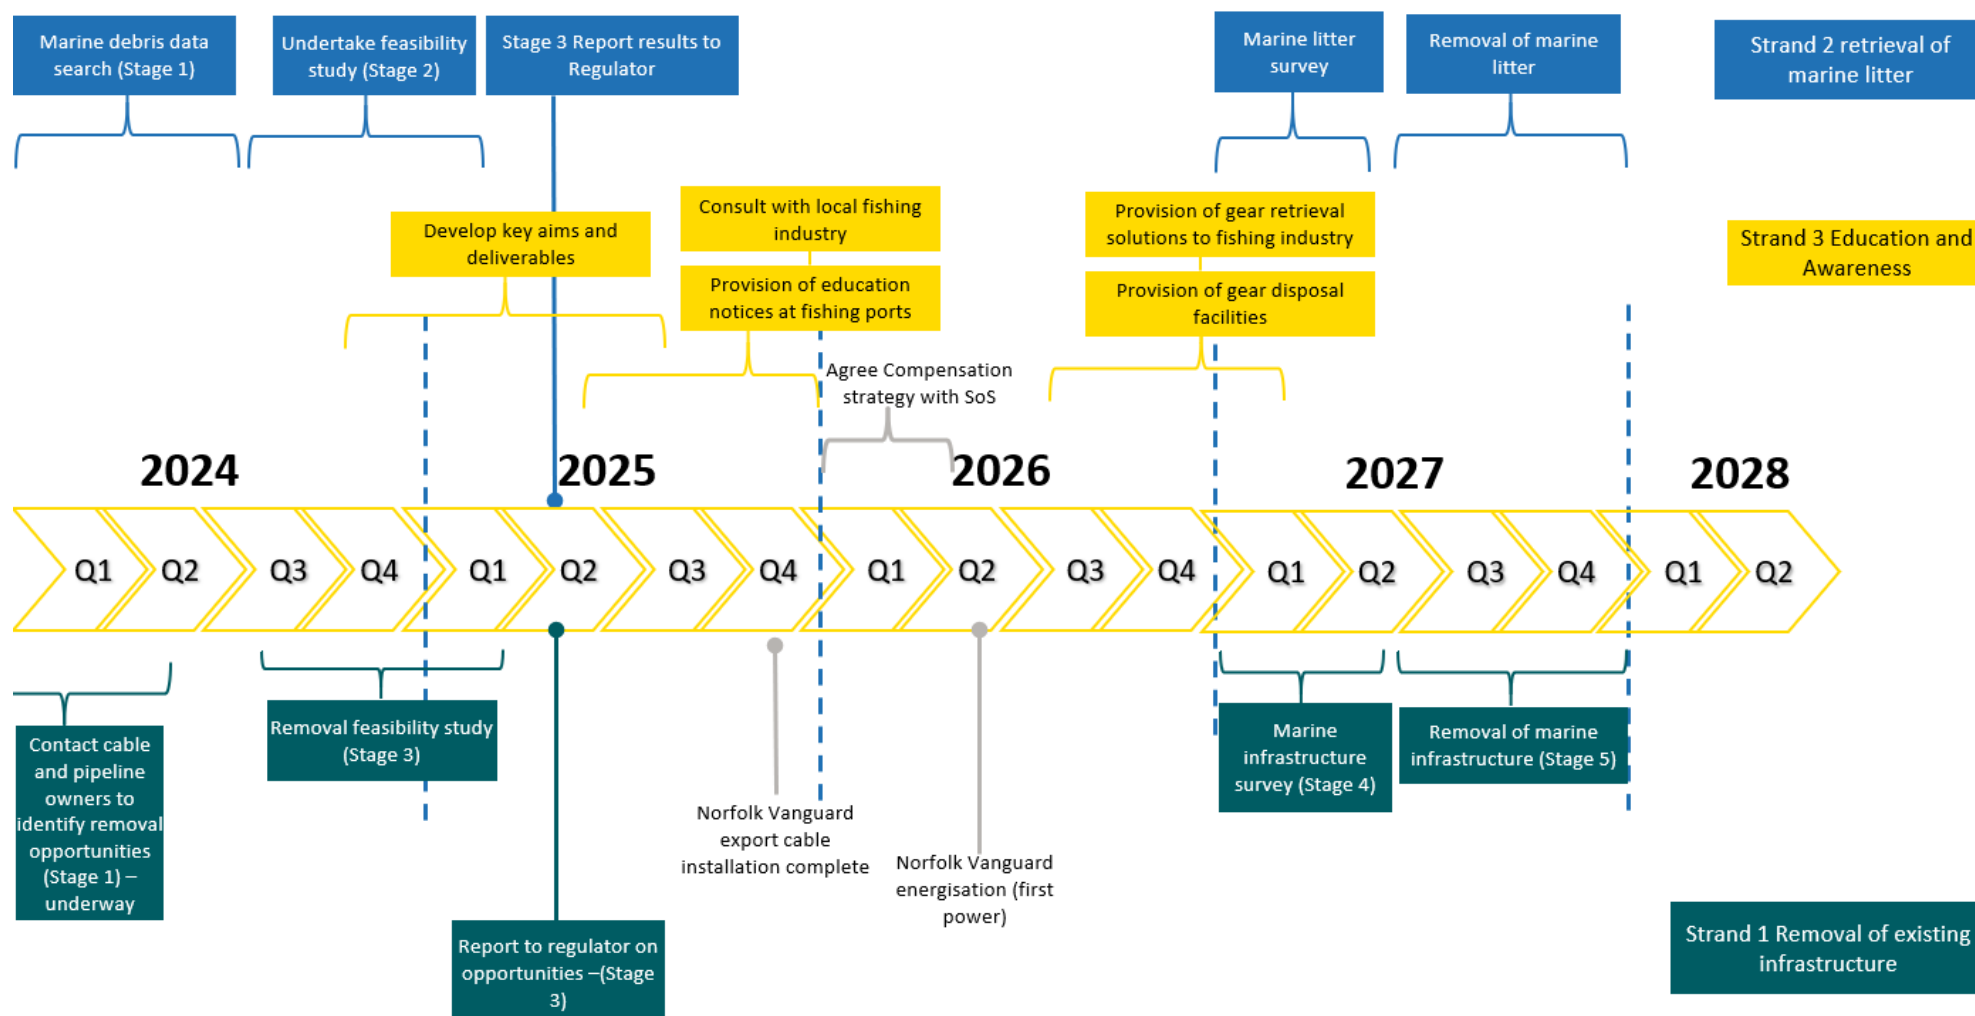 Marine debris data
search (Stage 1)
Undertake feasibility
study (Stage 2)
Stage 3 Report results to
Regulator
Marine litter
survey
Removal of marine
litter
Strand 2 retrieval of
marine litter
Develop key aims and
deliverables
Consult with local fishing
industry
Provision of education
notices at fishing ports
Provision of gear retrieval
solutions to fishing industry
Provision of gear disposal
facilities
Strand 3 Education and
Awareness
Agree Compensation
strategy with SoS
2024
2025
2026
2027
2028
Q1
Q2
Q3
Q4
Q1
Q2
Q3
Q4
Q1
Q2
Q3
Q4
Q1
Q2
Q3
Q4
Q1
Q2
Contact cable
and pipeline
owners to
identify removal
opportunities
(Stage 1) –
underway
Removal feasibility study
(Stage 3)
Report to regulator on
opportunities –(Stage
3)
Norfolk Vanguard
export cable
installation complete
Norfolk Vanguard
energisation (first
power)
Marine
infrastructure
survey (Stage 4)
Removal of marine
infrastructure (Stage 5)
Strand 1 Removal of existing
infrastructure